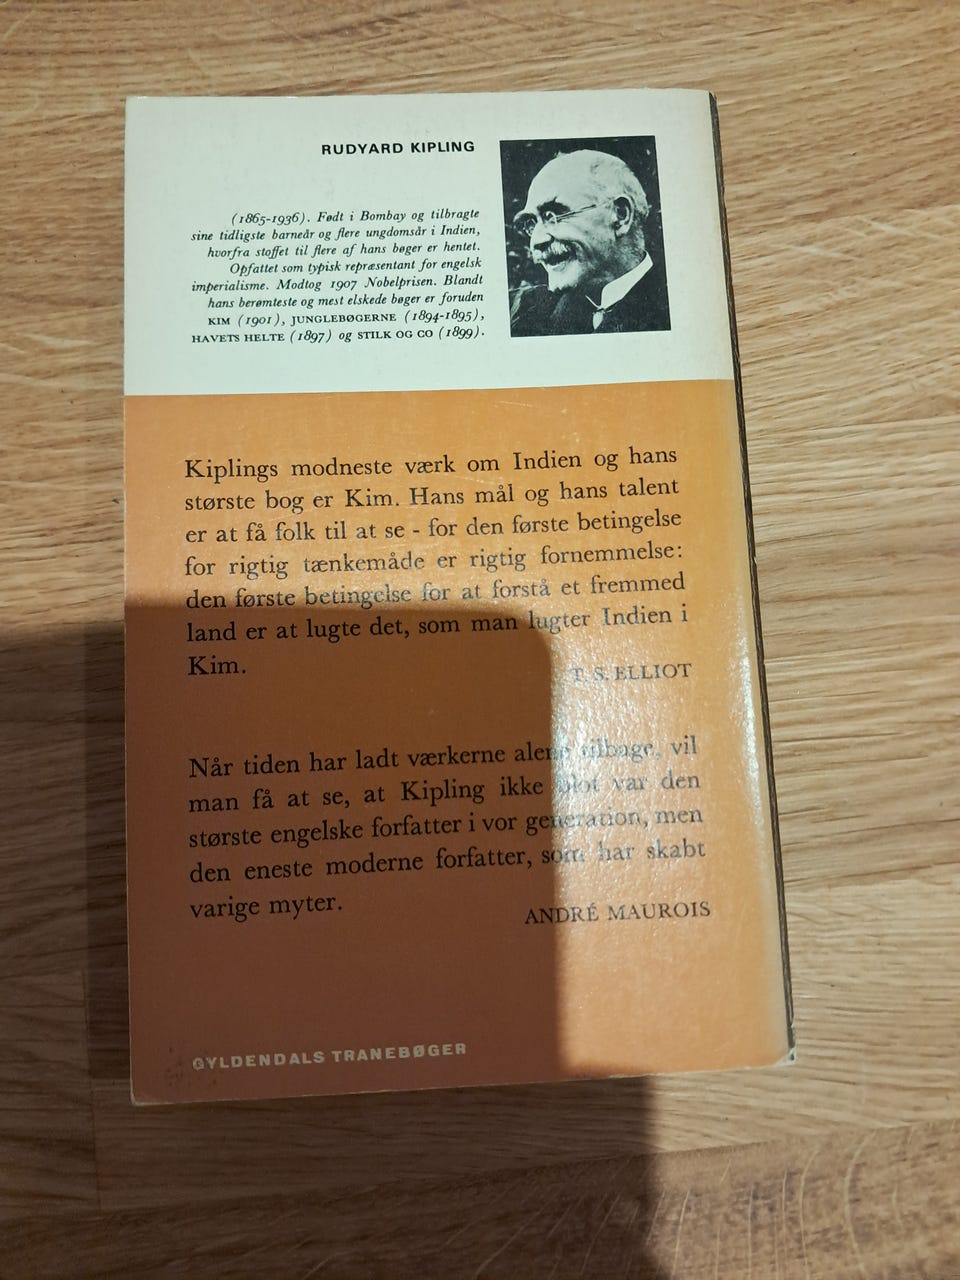 RUDYARD KIPLING
(1865-1936). Født i Bombay og tilbragte
sine tidligste barneår og flere ungdomsår i Indien,
hvorfra stoffet til flere af hans bøger er hentet.
Opfattet som typisk repræsentant for engelsk
imperialisme. Modtog 1907 Nobelprisen. Blandt
hans berømteste og mest elskede bøger er foruden
KIM (1901), JUNGLEBØGERNE (1894-1895),
HAVETS HELTE (1897) og STILK OG CO (1899).
Kiplings modneste værk om Indien og hans
største bog er Kim. Hans mål og hans talent
er at få folk til at se - for den første betingelse
for rigtig tænkemåde er rigtig fornemmelse:
den første betingelse for at forstå et fremmed
land er at lugte det, som man lugter Indien i
Kim.
T. S. ELLIOT
Når tiden har ladt værkerne alene tilbage, vil
man få at se, at Kipling ikke blot var den
største engelske forfatter i vor generation, men
den eneste moderne forfatter, som har skabt
varige myter.
ANDRÉ MAUROIS
GYLDENDALS TRANEBØGER